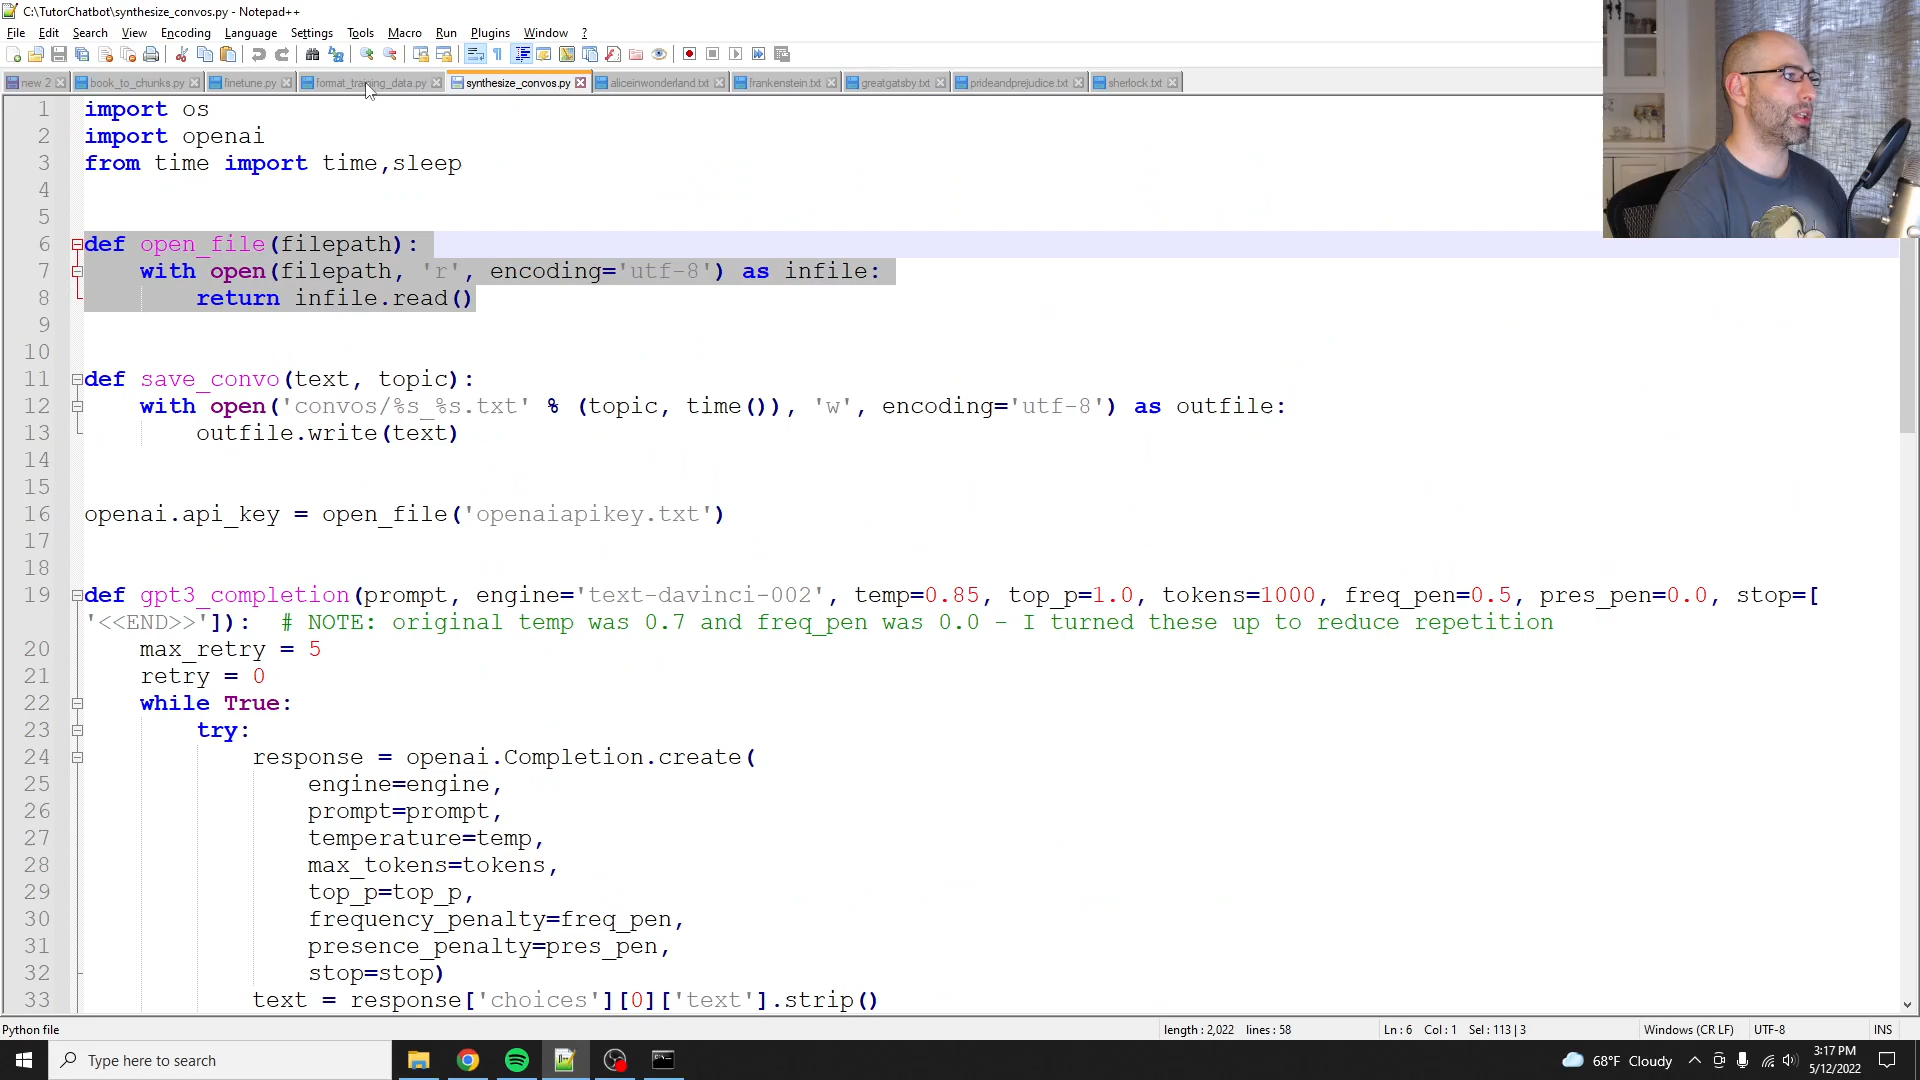 C:\TutorChatbot\synthesize_convos.py - Notepad++
File Edit Search View Encoding Language Settings Tools Macro Run Plugins Window ?
new 2 book_to_chunks.py finetune.py format_training_data.py synthesize_convos.py aliceinwonderland.txt frankenstein.txt greatgatsby.txt prideandprejudice.txt sherlock.txt
1 import os
2 import openai
3 from time import time,sleep
4
5
6 def open_file(filepath):
7 with open(filepath, 'r', encoding='utf-8') as infile:
8 return infile.read()
9
10
11 def save_convo(text, topic):
12 with open('convos/%s_%s.txt' % (topic, time()), 'w', encoding='utf-8') as outfile:
13 outfile.write(text)
14
15
16 openai.api_key = open_file('openaiapikey.txt')
17
18
19 def gpt3_completion(prompt, engine='text-davinci-002', temp=0.85, top_p=1.0, tokens=1000, freq_pen=0.5, pres_pen=0.0, stop=[
'<<END>>']): # NOTE: original temp was 0.7 and freq_pen was 0.0 - I turned these up to reduce repetition
20 max_retry = 5
21 retry = 0
22 while True:
23 try:
24 response = openai.Completion.create(
25 engine=engine,
26 prompt=prompt,
27 temperature=temp,
28 max_tokens=tokens,
29 top_p=top_p,
30 frequency_penalty=freq_pen,
31 presence_penalty=pres_pen,
32 stop=stop)
33 text = response['choices'][0]['text'].strip()
Python file length : 2,022 lines : 58 Ln : 6 Col : 1 Sel : 113 | 3 Windows (CR LF) UTF-8 INS
Type here to search 68°F Cloudy 3:17 PM
5/12/2022